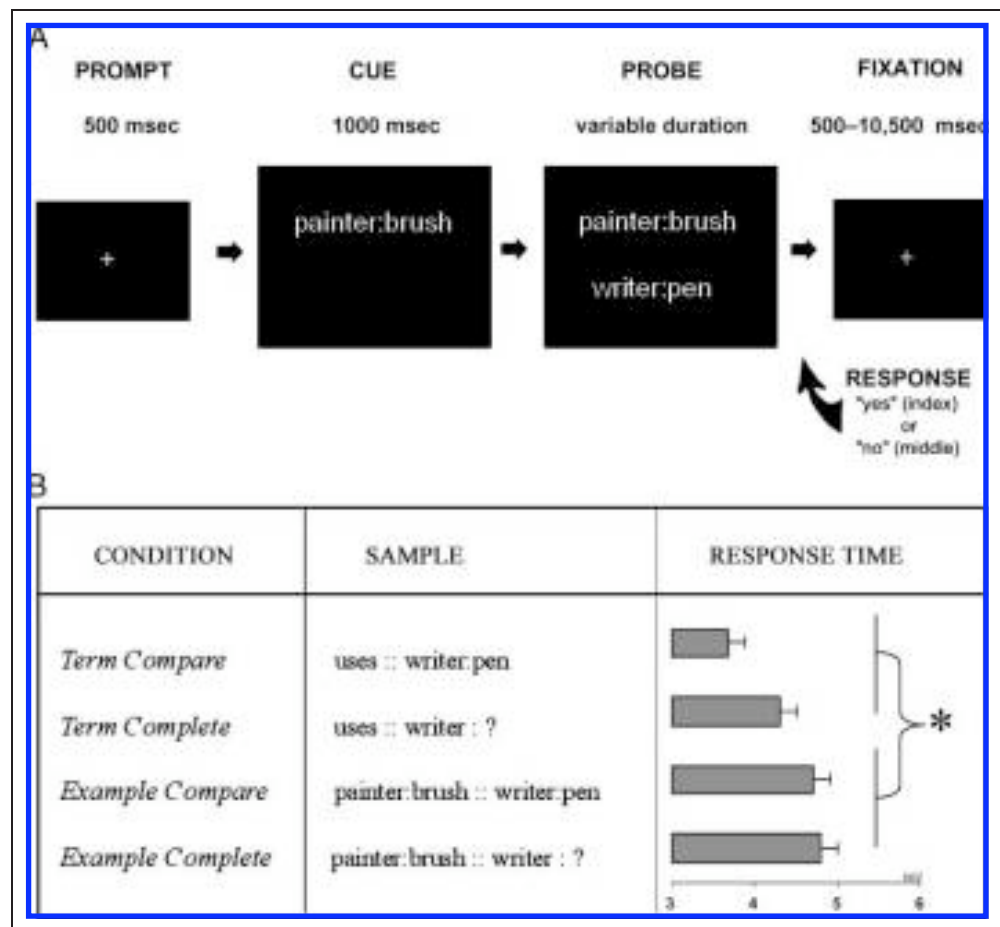 A
PROMPT CUE PROBE FIXATION
500 msec 1000 msec variable duration 500–10,500 msec
+ painter:brush painter:brush +
writer:pen
RESPONSE
"yes" (index)
or
"no" (middle)
B
CONDITION SAMPLE RESPONSE TIME
Term Compare uses :: writer:pen
Term Complete uses :: writer : ?
*
Example Compare painter:brush :: writer:pen
Example Complete painter:brush :: writer : ?
3 4 5 6